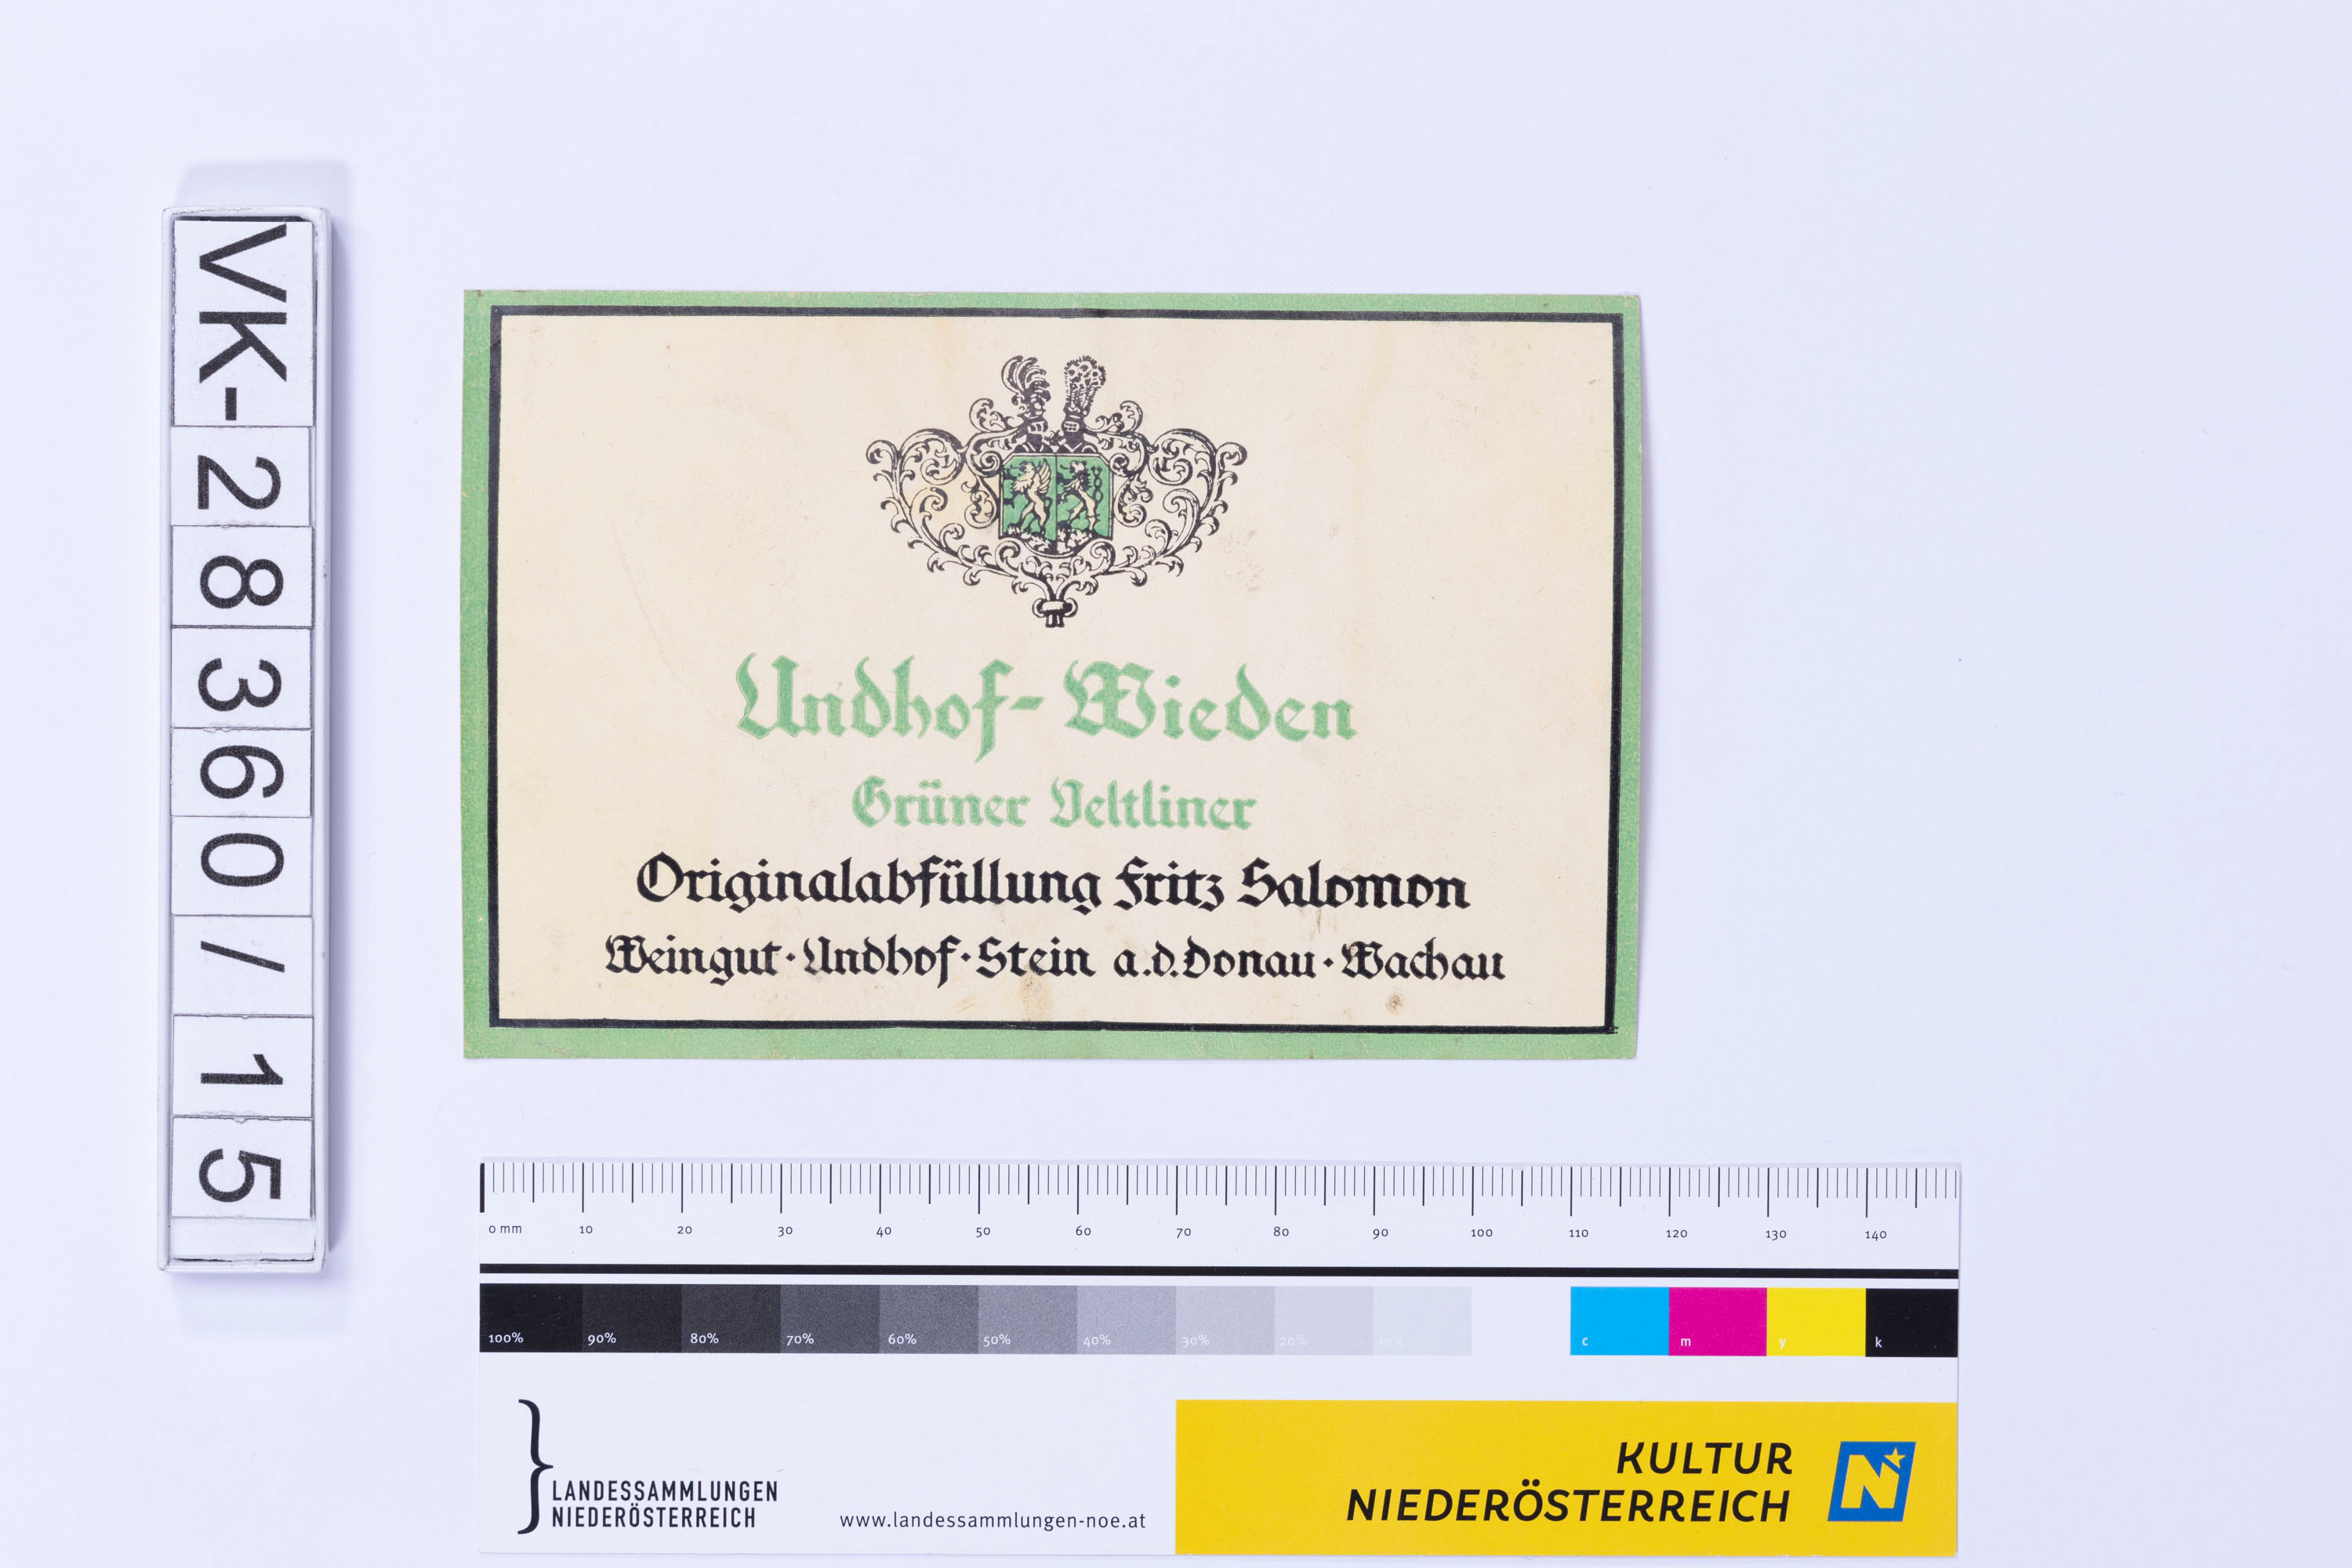 VK-28360/15
Undhof-Wieden
Grüner Veltliner
Originalabfüllung Fritz Salomon
Weingut·Undhof·Stein a.d.Donau·Wachau
0 mm 10 20 30 40 50 60 70 80 90 100 110 120 130 140
100% 90% 80% 70% 60% 50% 40% 30% 20% 10% c m y k
LANDESSAMMLUNGEN
NIEDERÖSTERREICH
www.landessammlungen-noe.at
KULTUR
NIEDERÖSTERREICH
N